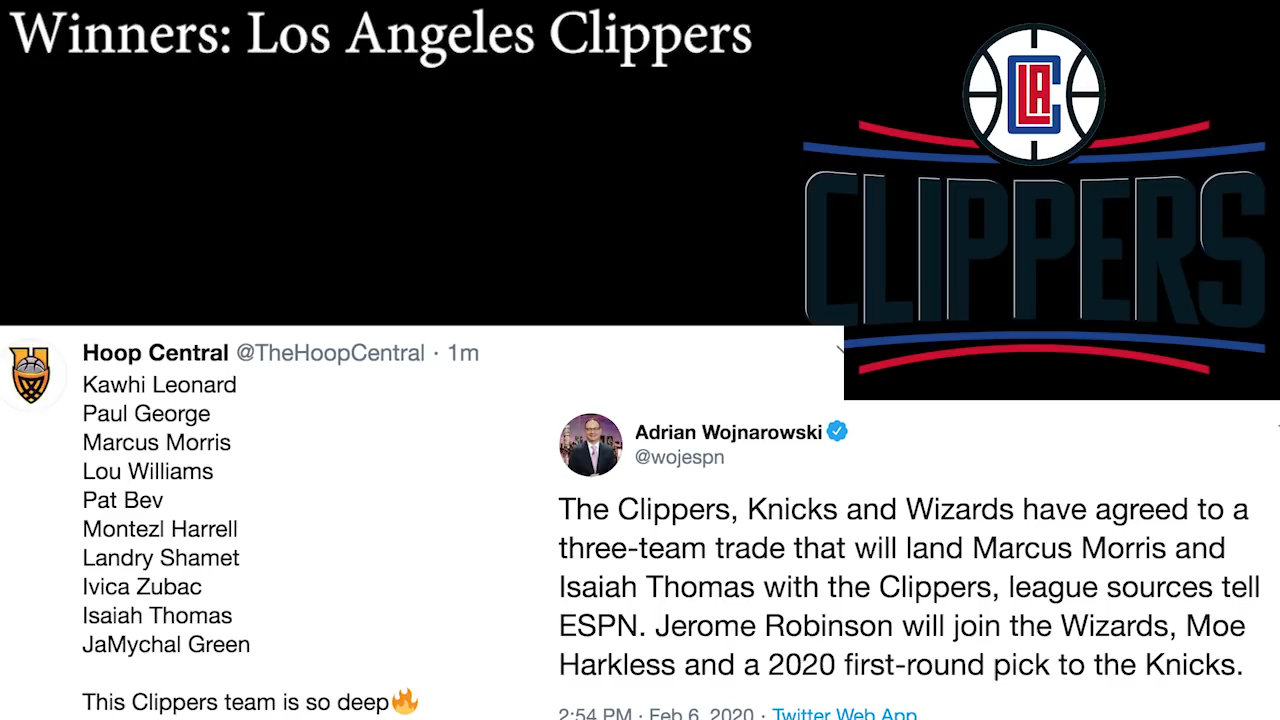 Winners: Los Angeles Clippers
LAC
CLIPPERS
Hoop Central @TheHoopCentral · 1m
Kawhi Leonard
Paul George
Marcus Morris
Lou Williams
Pat Bev
Montezl Harrell
Landry Shamet
Ivica Zubac
Isaiah Thomas
JaMychal Green
This Clippers team is so deep🔥
Adrian Wojnarowski
@wojespn
The Clippers, Knicks and Wizards have agreed to a
three-team trade that will land Marcus Morris and
Isaiah Thomas with the Clippers, league sources tell
ESPN. Jerome Robinson will join the Wizards, Moe
Harkless and a 2020 first-round pick to the Knicks.
2:54 PM · Feb 6, 2020 · Twitter Web App